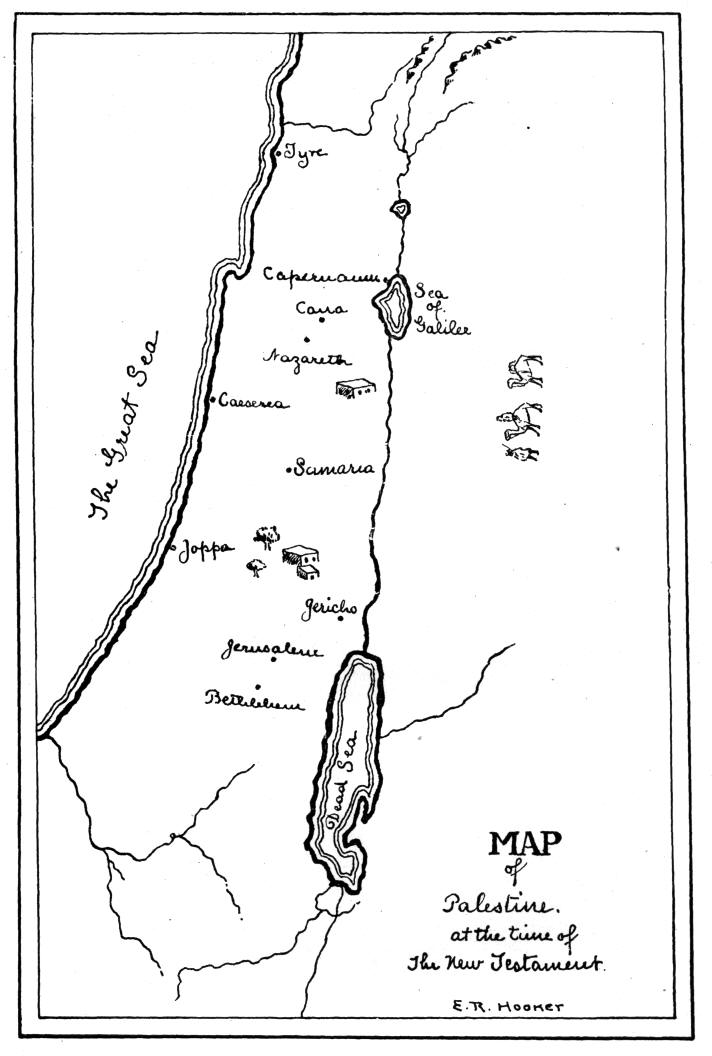 Tyre
Capernaum
Sea
of
Galilee
Cana
Nazareth
The Great Sea
Caeserea
Samaria
Joppa
Jericho
Jerusalem
Bethlehem
Dead Sea
MAP
of
Palestine.
at the time of
The New Testament.
E. R. HOOKER